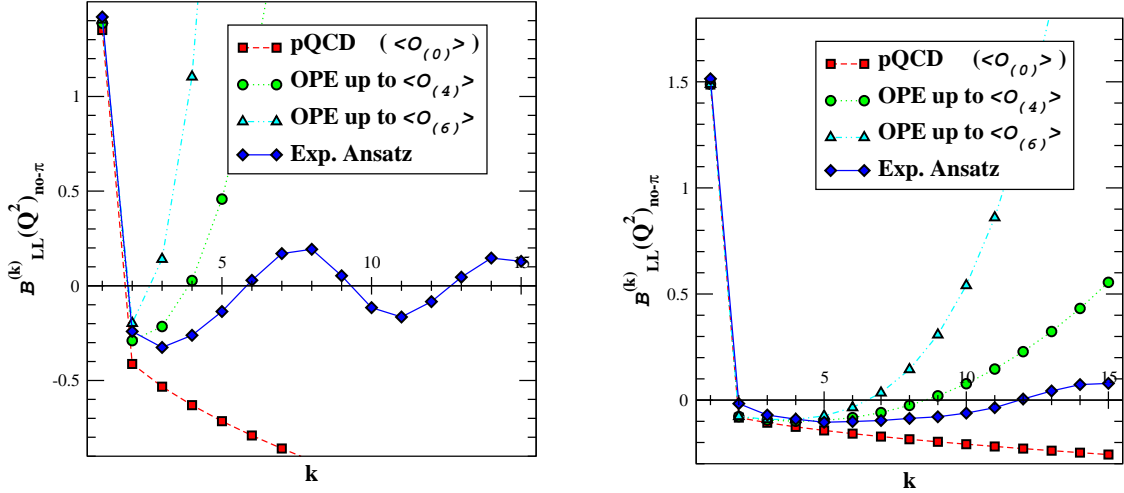 1
0.5
0
-0.5
5
10
15
pQCD ( <O(0)> )
OPE up to <O(4)>
OPE up to <O(6)>
Exp. Ansatz
B(k)LL(Q2)no-π
k
1.5
1
0.5
0
5
10
15
pQCD (<O(0)>)
OPE up to <O(4)>
OPE up to <O(6)>
Exp. Ansatz
B(k)LL(Q2)no-π
k